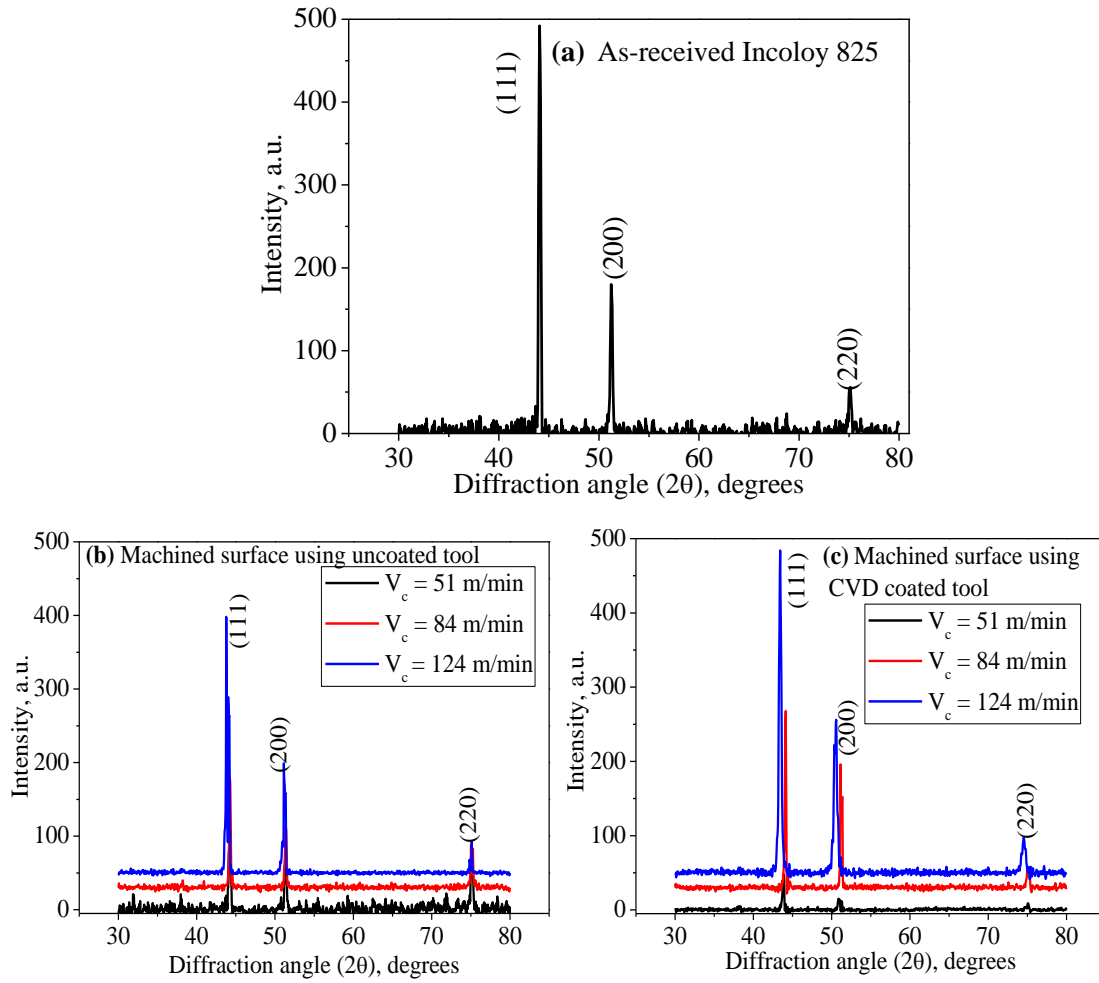 (a) As-received Incoloy 825
(111)
(200)
(220)
Intensity, a.u.
500
400
300
200
100
0
30 40 50 60 70 80
Diffraction angle (2θ), degrees
(b) Machined surface using uncoated tool
V_c = 51 m/min
V_c = 84 m/min
V_c = 124 m/min
(111)
(200)
(220)
Intensity, a.u.
500
400
300
200
100
0
30 40 50 60 70 80
Diffraction angle (2θ), degrees
(c) Machined surface using
CVD coated tool
V_c = 51 m/min
V_c = 84 m/min
V_c = 124 m/min
(111)
(200)
(220)
Intensity, a.u.
500
400
300
200
100
0
30 40 50 60 70 80
Diffraction angle (2θ), degrees